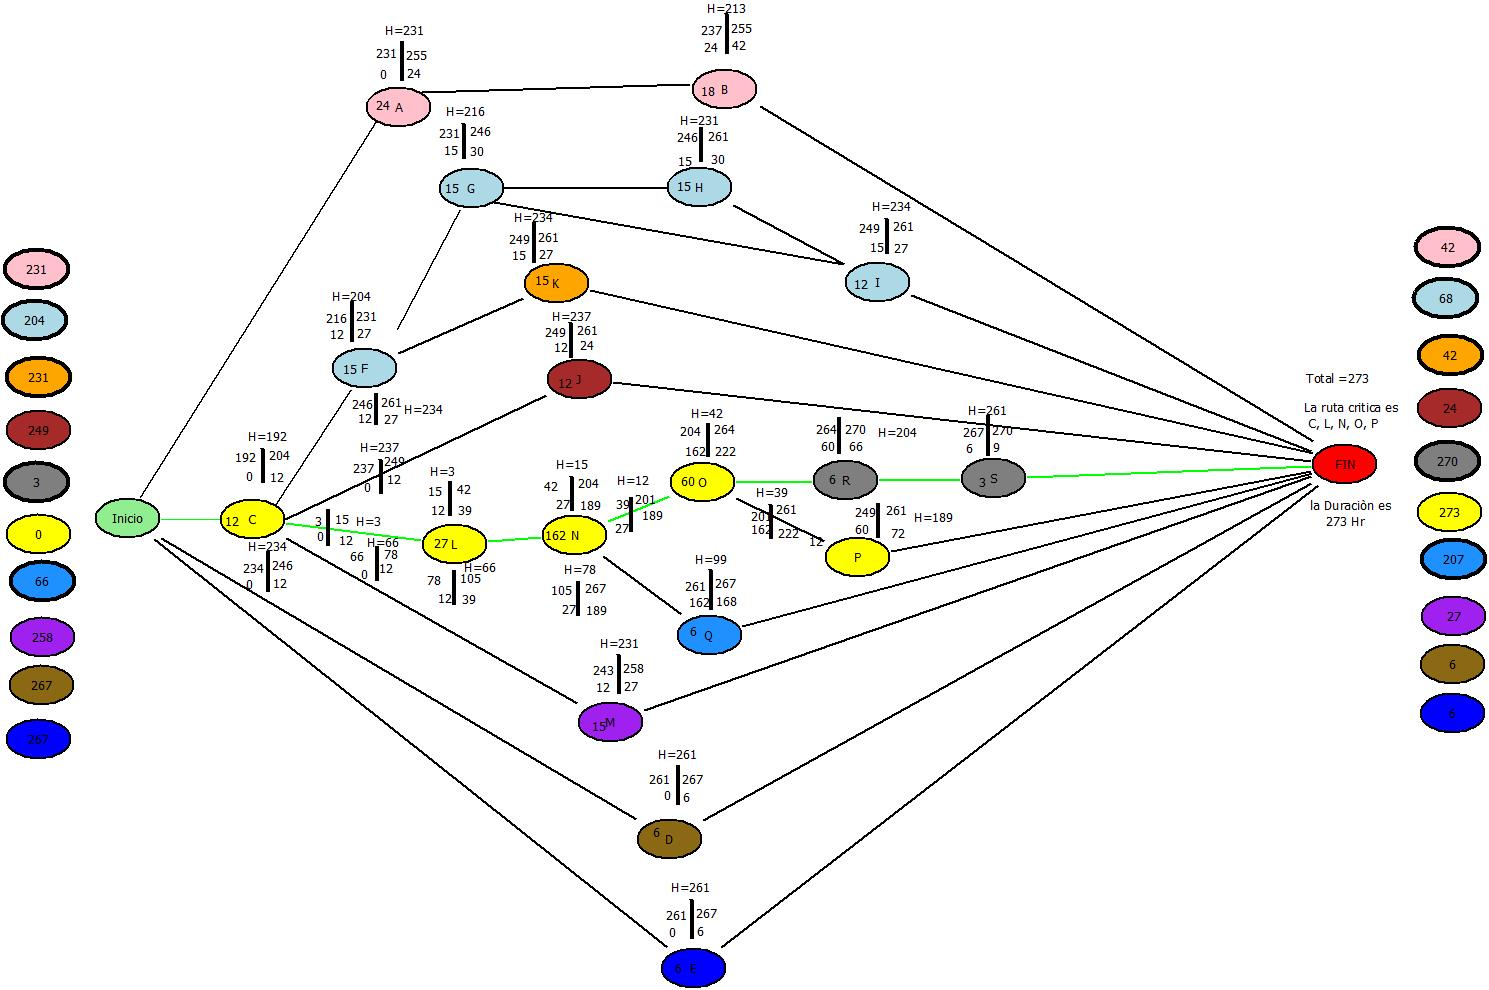 H=213
237 255
24 42
18 B
H=231
231 255
0 24
24 A
H=216
231 246
15 30
15 G
H=231
246 261
15 30
15 H
H=234
249 261
15 27
12 I
H=234
249 261
15 27
15 K
H=204
216 231
12 27
15 F
246 261 H=234
12 27
H=237
249 261
12 24
12 J
231
204
231
249
3
0
66
258
267
267
Inicio
H=192
192 204
0 12
12 C
H=237
237 249
0 12
3 15 H=3
0 12
H=66
66 78
0 12
H=234
234 246
0 12
H=3
15 42
12 39
27 L
H=66
78 105
12 39
H=15
42 204
27 189
162 N
H=12
39 201
27 189
H=78
105 267
27 189
H=42
204 264
162 222
60 O
H=39
201 261
162 222
264 270 H=204
60 66
6 R
H=261
267 270
6 9
3 S
249 261 H=189
60 72
12 P
H=99
261 267
162 168
6 Q
H=231
243 258
12 27
15 M
H=261
261 267
0 6
6 D
H=261
261 267
0 6
6 E
Total =273
La ruta critica es
C, L, N, O, P
FIN
la Duraciòn es
273 Hr
42
68
42
24
270
273
207
27
6
6